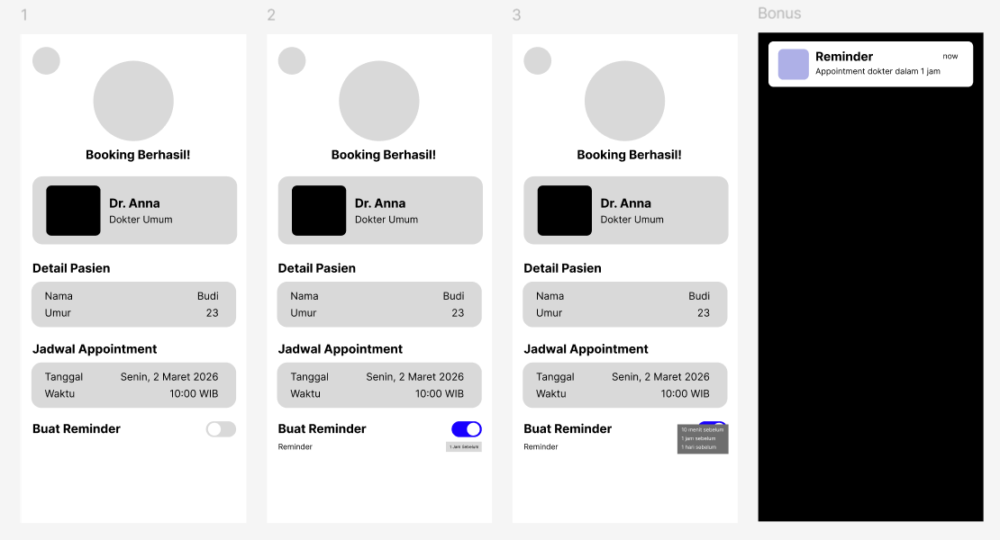 1
Booking Berhasil!
Dr. Anna
Dokter Umum
Detail Pasien
Nama Budi
Umur 23
Jadwal Appointment
Tanggal Senin, 2 Maret 2026
Waktu 10:00 WIB
Buat Reminder
2
Booking Berhasil!
Dr. Anna
Dokter Umum
Detail Pasien
Nama Budi
Umur 23
Jadwal Appointment
Tanggal Senin, 2 Maret 2026
Waktu 10:00 WIB
Buat Reminder
Reminder 1 Jam Sebelum
3
Booking Berhasil!
Dr. Anna
Dokter Umum
Detail Pasien
Nama Budi
Umur 23
Jadwal Appointment
Tanggal Senin, 2 Maret 2026
Waktu 10:00 WIB
Buat Reminder
10 menit sebelum
1 jam sebelum
Reminder 1 hari sebelum
Bonus
Reminder now
Appointment dokter dalam 1 jam